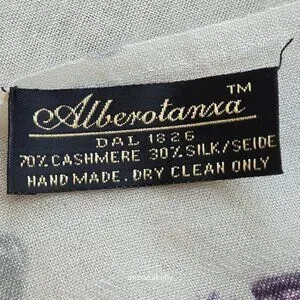 Alberotanxa™
DAL 1826
70% CASHMERE 30% SILK/SEIDE
HAND MADE. DRY CLEAN ONLY